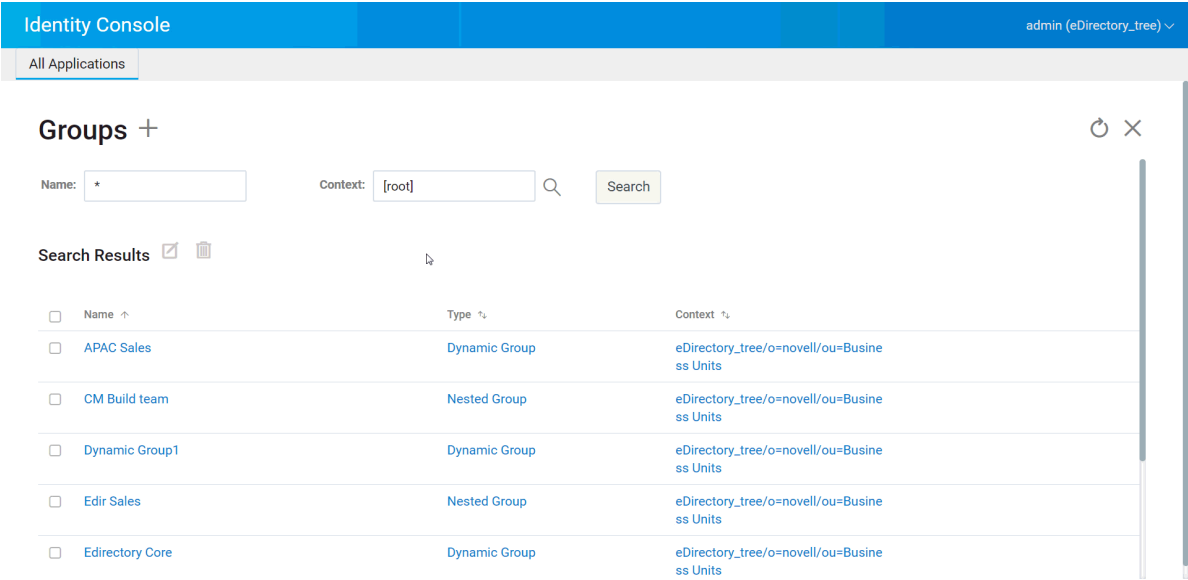 Identity Console
admin (eDirectory_tree)
All Applications
Groups
Name: *
Context: [root]
Search
Search Results
Name Type Context
APAC Sales Dynamic Group eDirectory_tree/o=novell/ou=Busine
ss Units
CM Build team Nested Group eDirectory_tree/o=novell/ou=Busine
ss Units
Dynamic Group1 Dynamic Group eDirectory_tree/o=novell/ou=Busine
ss Units
Edir Sales Nested Group eDirectory_tree/o=novell/ou=Busine
ss Units
Edirectory Core Dynamic Group eDirectory_tree/o=novell/ou=Busine
ss Units